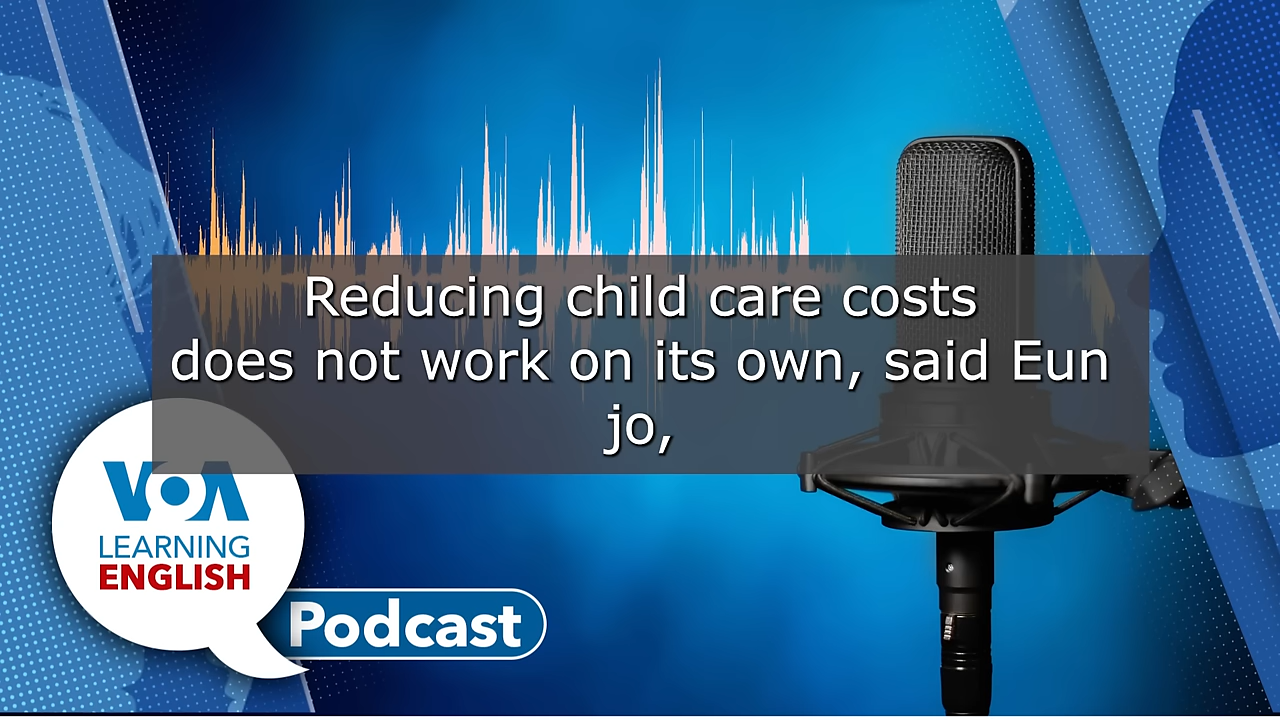 Reducing child care costs
does not work on its own, said Eun
jo,
VOA
LEARNING
ENGLISH
Podcast